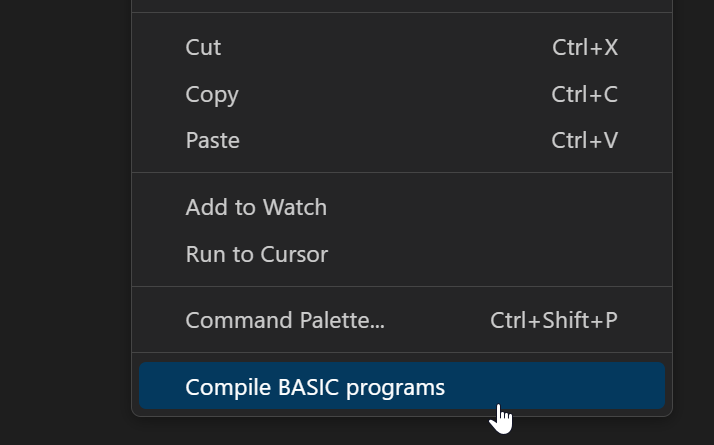 Cut Ctrl+X
Copy Ctrl+C
Paste Ctrl+V
Add to Watch
Run to Cursor
Command Palette... Ctrl+Shift+P
Compile BASIC programs